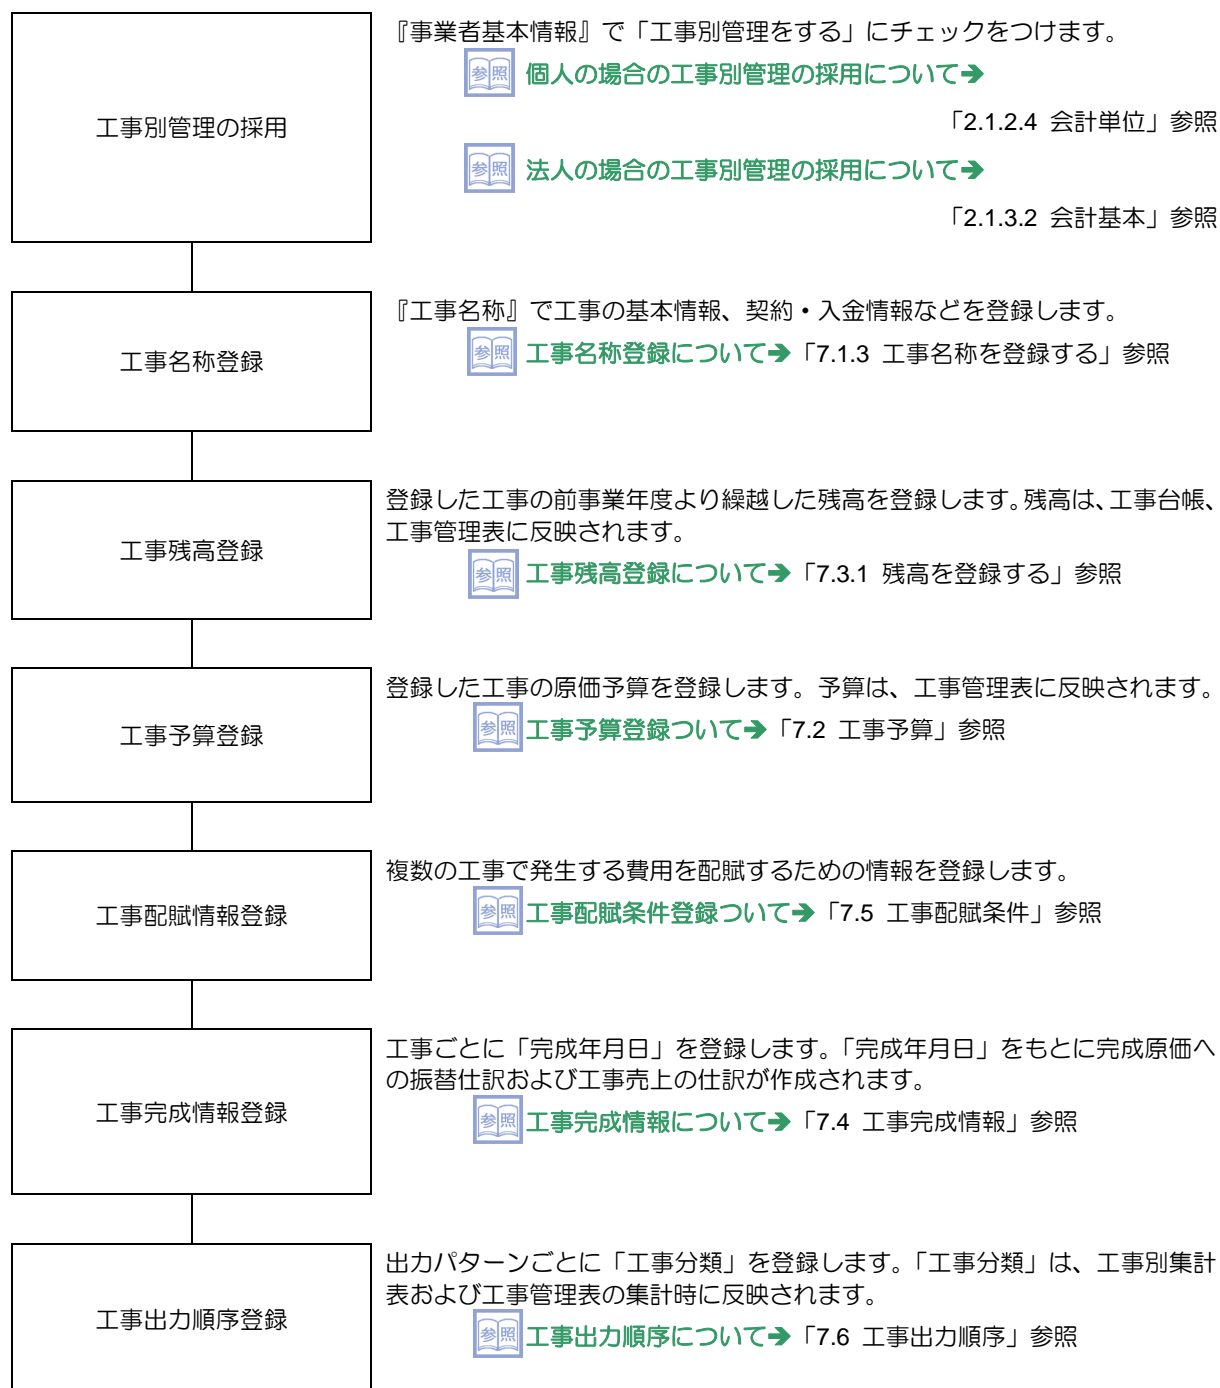 工事別管理の採用
『事業者基本情報』で「工事別管理をする」にチェックをつけます。
参照 個人の場合の工事別管理の採用について➔
「2.1.2.4 会計単位」参照
参照 法人の場合の工事別管理の採用について➔
「2.1.3.2 会計基本」参照
工事名称登録
『工事名称』で工事の基本情報、契約・入金情報などを登録します。
参照 工事名称登録について➔「7.1.3 工事名称を登録する」参照
工事残高登録
登録した工事の前事業年度より繰越した残高を登録します。残高は、工事台帳、
工事管理表に反映されます。
参照 工事残高登録について➔「7.3.1 残高を登録する」参照
工事予算登録
登録した工事の原価予算を登録します。予算は、工事管理表に反映されます。
参照 工事予算登録ついて➔「7.2 工事予算」参照
工事配賦情報登録
複数の工事で発生する費用を配賦するための情報を登録します。
参照 工事配賦条件登録ついて➔「7.5 工事配賦条件」参照
工事完成情報登録
工事ごとに「完成年月日」を登録します。「完成年月日」をもとに完成原価へ
の振替仕訳および工事売上の仕訳が作成されます。
参照 工事完成情報について➔「7.4 工事完成情報」参照
工事出力順序登録
出力パターンごとに「工事分類」を登録します。「工事分類」は、工事別集計
表および工事管理表の集計時に反映されます。
参照 工事出力順序について➔「7.6 工事出力順序」参照